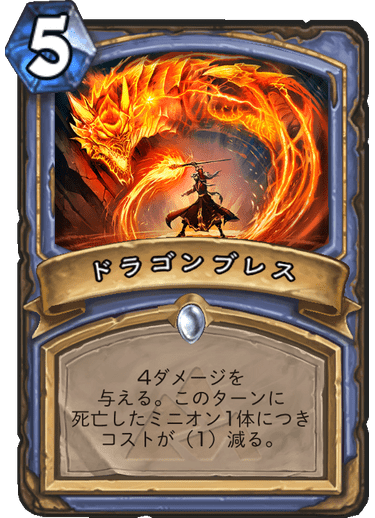 5
ドラゴンブレス
4ダメージを
与える。このターンに
死亡したミニオン1体につき
コストが（1）減る。